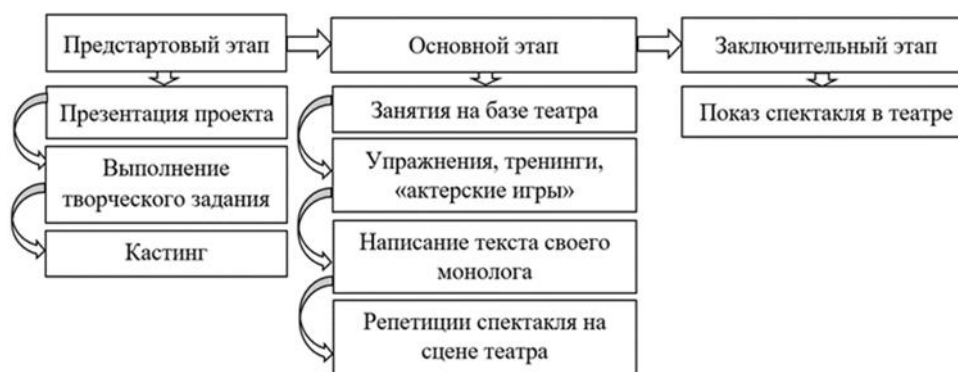 Предстартовый этап
Презентация проекта
Выполнение
творческого задания
Кастинг
Основной этап
Занятия на базе театра
Упражнения, тренинги,
«актерские игры»
Написание текста своего
монолога
Репетиции спектакля на
сцене театра
Заключительный этап
Показ спектакля в театре